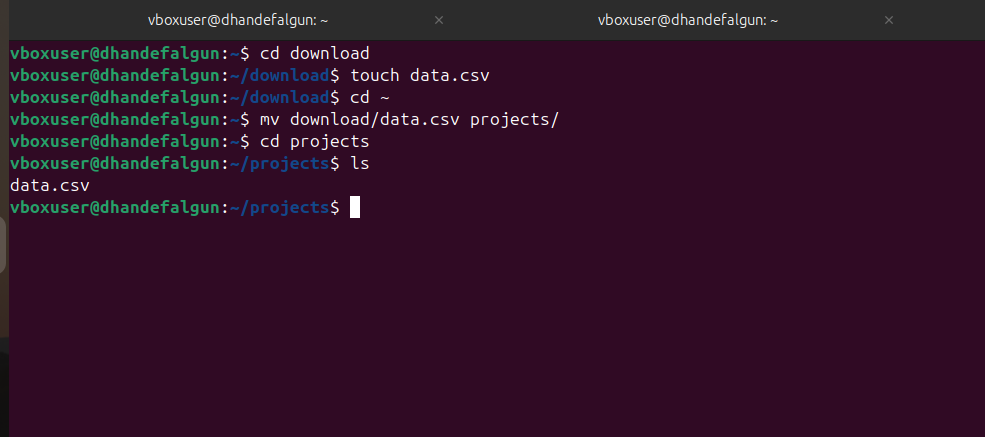 vboxuser@dhandefalgun: ~ × vboxuser@dhandefalgun: ~ ×
vboxuser@dhandefalgun:~$ cd download
vboxuser@dhandefalgun:~/download$ touch data.csv
vboxuser@dhandefalgun:~/download$ cd ~
vboxuser@dhandefalgun:~$ mv download/data.csv projects/
vboxuser@dhandefalgun:~$ cd projects
vboxuser@dhandefalgun:~/projects$ ls
data.csv
vboxuser@dhandefalgun:~/projects$